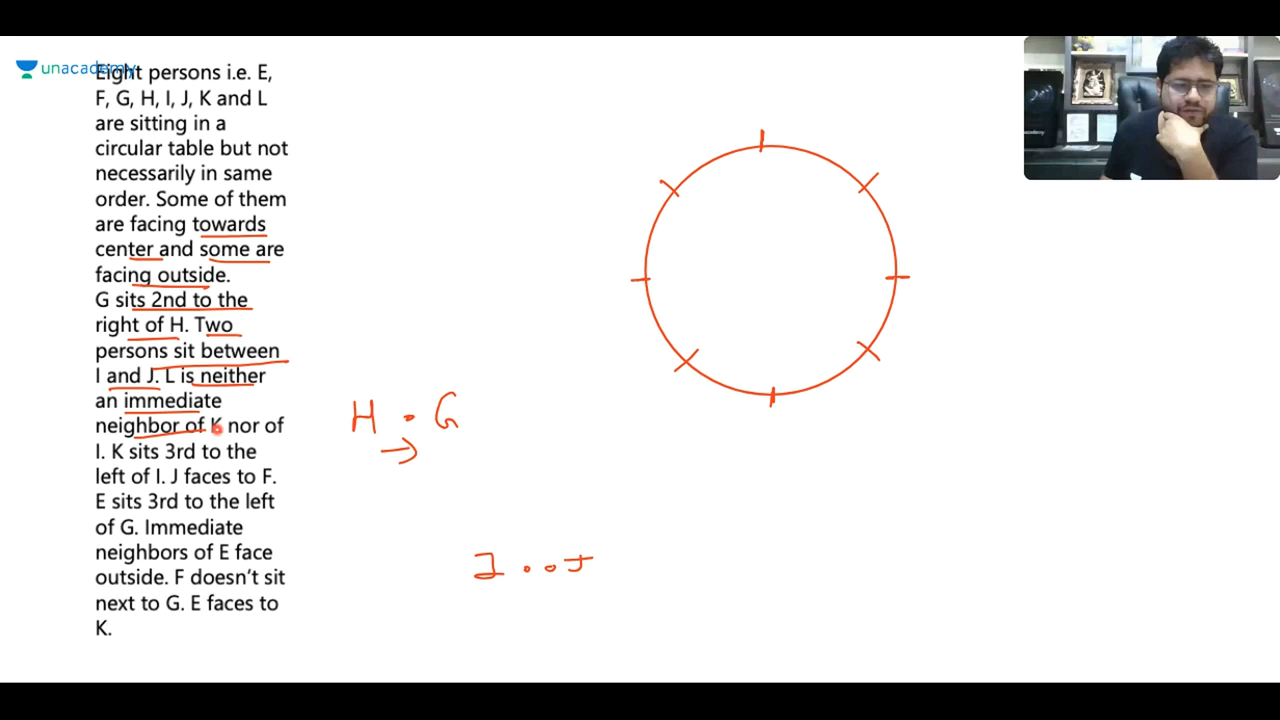 unacademy
Eight persons i.e. E,
F, G, H, I, J, K and L
are sitting in a
circular table but not
necessarily in same
order. Some of them
are facing towards
center and some are
facing outside.
G sits 2nd to the
right of H. Two
persons sit between
I and J. L is neither
an immediate
neighbor of K nor of
I. K sits 3rd to the
left of I. J faces to F.
E sits 3rd to the left
of G. Immediate
neighbors of E face
outside. F doesn't sit
next to G. E faces to
K.
H . G
I . . J